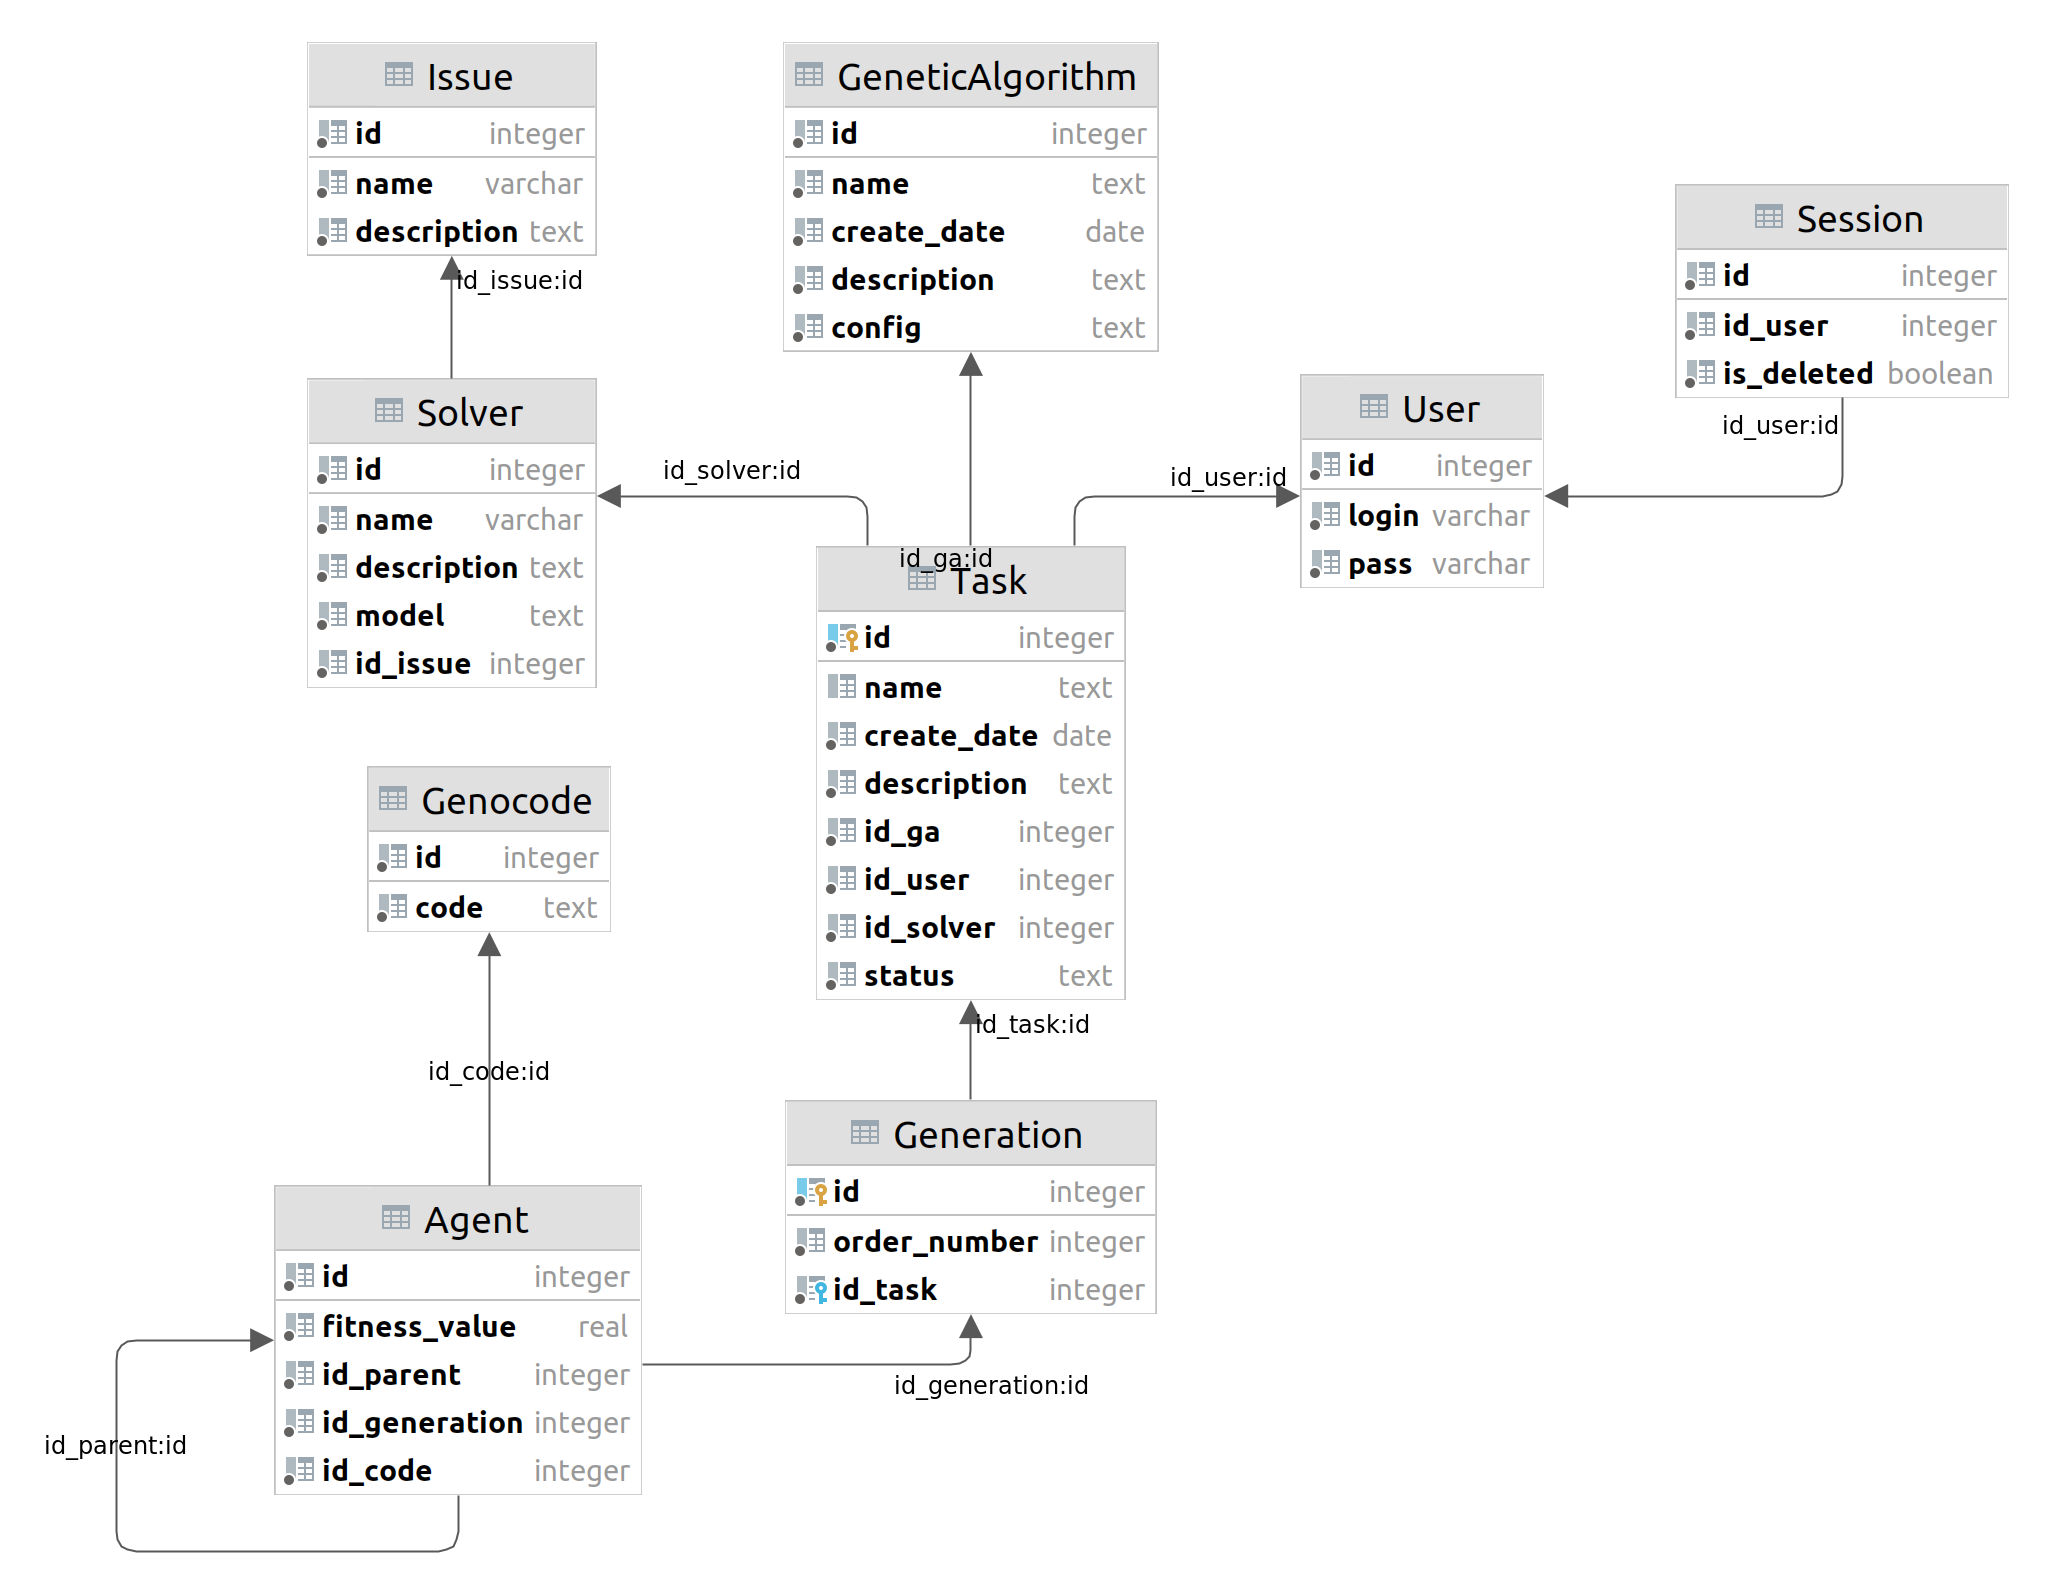 Issue
id integer
name varchar
description text
id_issue:id
GeneticAlgorithm
id integer
name text
create_date date
description text
config text
Session
id integer
id_user integer
is_deleted boolean
id_user:id
Solver
id integer
name varchar
description text
model text
id_issue integer
id_solver:id
id_user:id
User
id integer
login varchar
pass varchar
id_ga:id
Task
id integer
name text
create_date date
description text
id_ga integer
id_user integer
id_solver integer
status text
id_task:id
Genocode
id integer
code text
id_code:id
Generation
id integer
order_number integer
id_task integer
id_generation:id
Agent
id integer
fitness_value real
id_parent integer
id_generation integer
id_code integer
id_parent:id